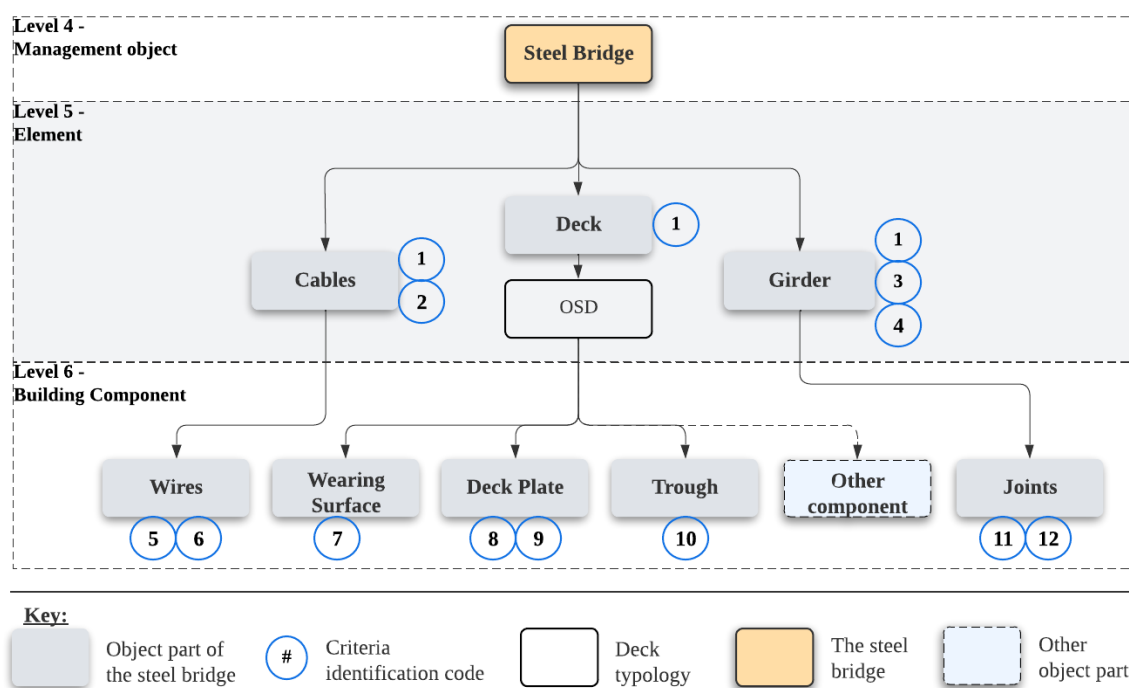 Level 4 -
Management object
Steel Bridge
Level 5 -
Element
Deck
1
Cables
1
2
Girder
1
3
4
OSD
Level 6 -
Building Component
Wires
Wearing
Surface
Deck Plate
Trough
Other
component
Joints
5
6
7
8
9
10
11
12
Key:
Object part of
the steel bridge
#
Criteria
identification code
Deck
typology
The steel
bridge
Other
object part